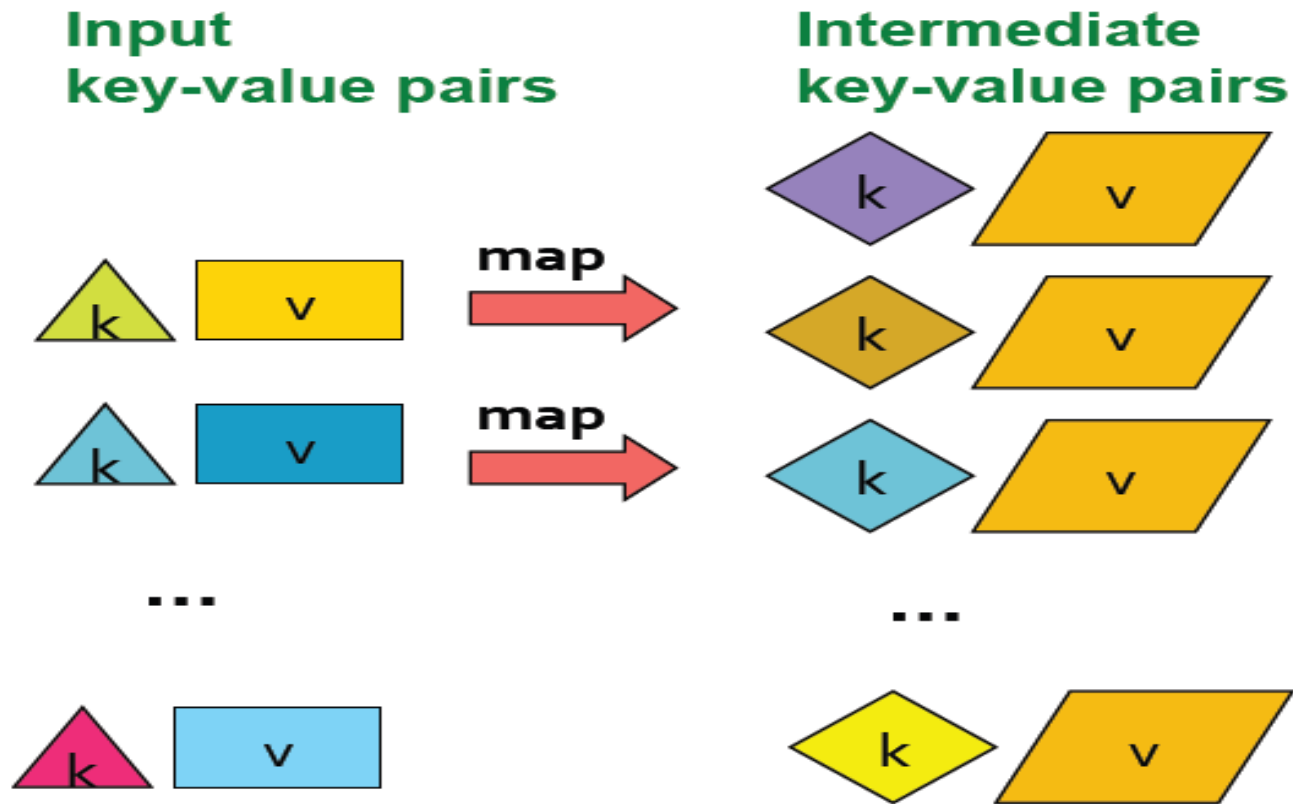 Input
key-value pairs
Intermediate
key-value pairs
k v
k v map k v
k v map k v
... ...
k v k v